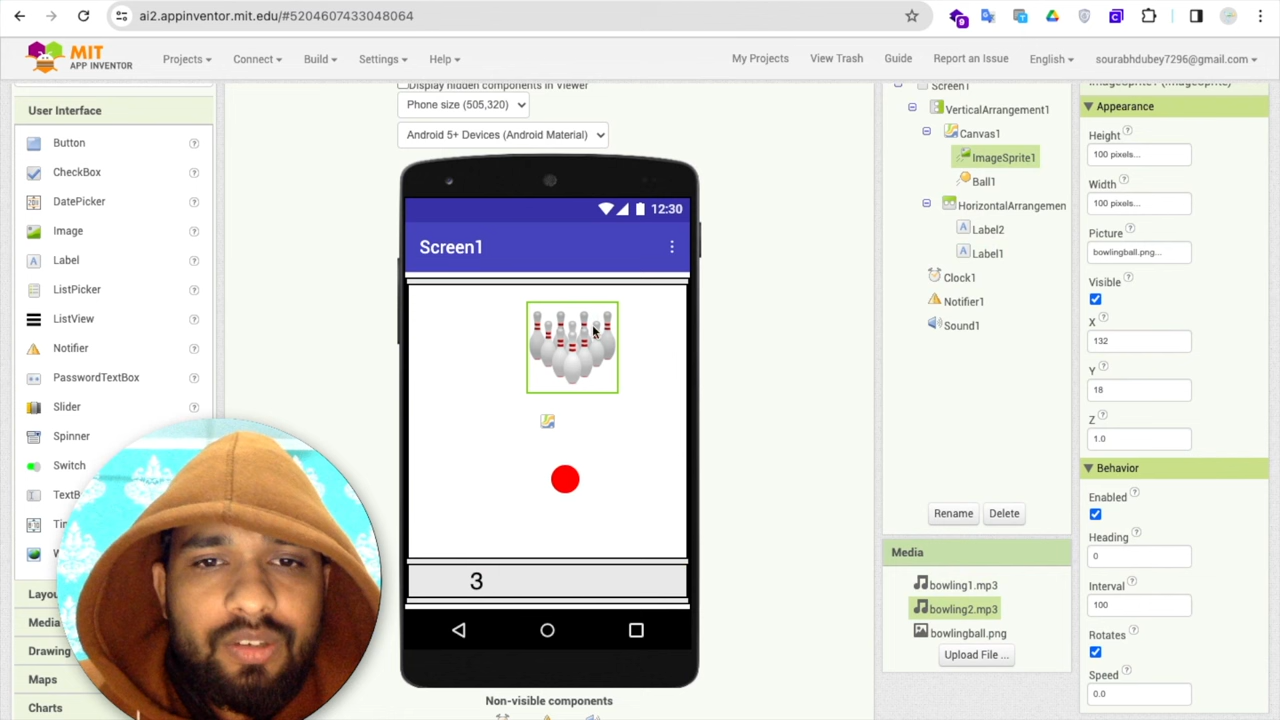 ai2.appinventor.mit.edu/#5204607433048064
9
MIT
APP INVENTOR
Projects
Connect
Build
Settings
Help
My Projects
View Trash
Guide
Report an Issue
English
sourabhdubey7296@gmail.com
User Interface
Button
CheckBox
DatePicker
Image
Label
ListPicker
ListView
Notifier
PasswordTextBox
Slider
Spinner
Switch
Maps
Charts
Drawing
Media
Display hidden components in Viewer
Phone size (505,320)
Android 5+ Devices (Android Material)
12:30
Screen1
3
Non-visible components
Screen1
VerticalArrangement1
Canvas1
ImageSprite1
Ball1
HorizontalArrangemen
Label2
Label1
Clock1
Notifier1
Sound1
Rename
Delete
Media
bowling1.mp3
bowling2.mp3
bowlingball.png
Upload File ...
Appearance
Height
100 pixels...
Width
100 pixels...
Picture
bowlingball.png...
Visible
X
132
Y
18
Z
1.0
Behavior
Enabled
Heading
0
Interval
100
Rotates
Speed
0.0